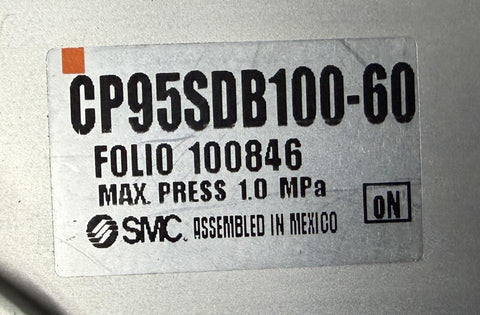 CP95SDB100-60
FOLIO 100846
MAX. PRESS 1.0 MPa
SMC. ASSEMBLED IN MEXICO
ON